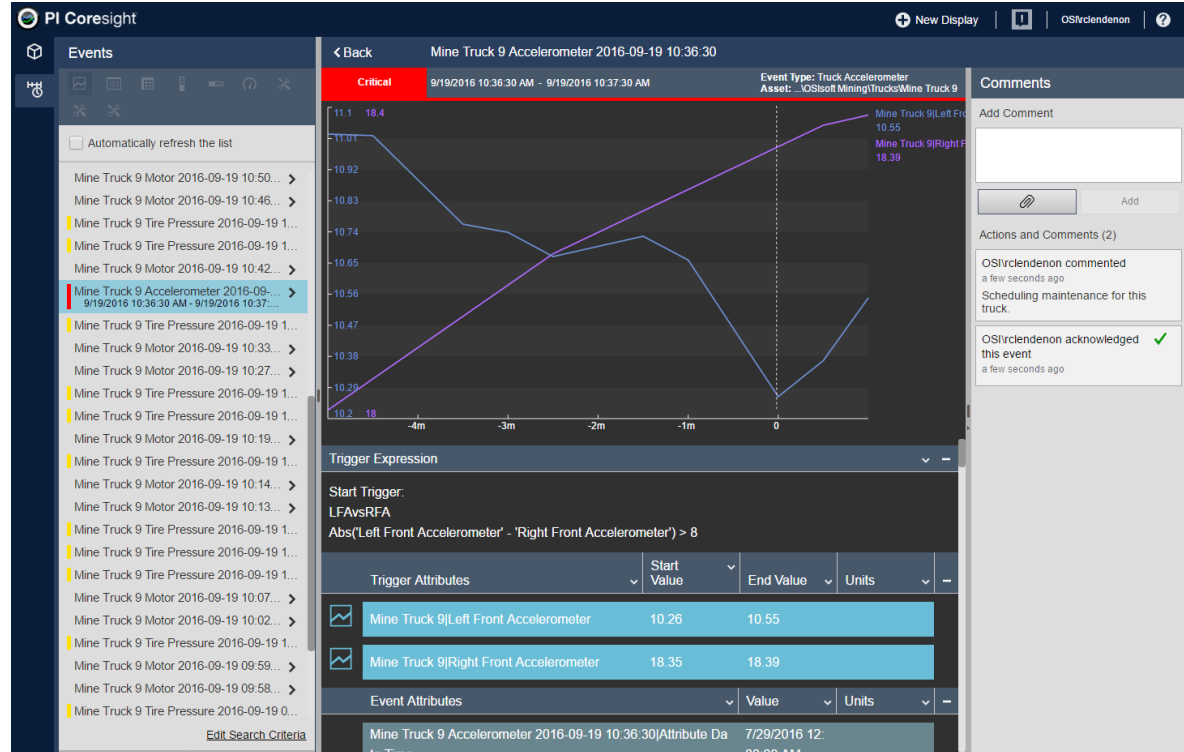 PI Coresight
New Display
OSI\rclendenon
Events
Automatically refresh the list
Mine Truck 9 Motor 2016-09-19 10:50...
Mine Truck 9 Motor 2016-09-19 10:46...
Mine Truck 9 Tire Pressure 2016-09-19 1...
Mine Truck 9 Tire Pressure 2016-09-19 1...
Mine Truck 9 Motor 2016-09-19 10:42...
Mine Truck 9 Accelerometer 2016-09-...
9/19/2016 10:36:30 AM - 9/19/2016 10:37:...
Mine Truck 9 Tire Pressure 2016-09-19 1...
Mine Truck 9 Motor 2016-09-19 10:33...
Mine Truck 9 Motor 2016-09-19 10:27...
Mine Truck 9 Tire Pressure 2016-09-19 1...
Mine Truck 9 Tire Pressure 2016-09-19 1...
Mine Truck 9 Motor 2016-09-19 10:19...
Mine Truck 9 Tire Pressure 2016-09-19 1...
Mine Truck 9 Motor 2016-09-19 10:14...
Mine Truck 9 Motor 2016-09-19 10:13...
Mine Truck 9 Tire Pressure 2016-09-19 1...
Mine Truck 9 Tire Pressure 2016-09-19 1...
Mine Truck 9 Tire Pressure 2016-09-19 1...
Mine Truck 9 Motor 2016-09-19 10:07...
Mine Truck 9 Motor 2016-09-19 10:02...
Mine Truck 9 Tire Pressure 2016-09-19 1...
Mine Truck 9 Motor 2016-09-19 09:59...
Mine Truck 9 Motor 2016-09-19 09:58...
Mine Truck 9 Tire Pressure 2016-09-19 0...
Edit Search Criteria
Back
Mine Truck 9 Accelerometer 2016-09-19 10:36:30
Critical
9/19/2016 10:36:30 AM - 9/19/2016 10:37:30 AM
Event Type: Truck Accelerometer
Asset: ...\OSIsoft Mining\Trucks\Mine Truck 9
11.1 18.4
11.01
10.92
10.83
10.74
10.65
10.56
10.47
10.38
10.29
10.2 18
-4m -3m -2m -1m 0
Mine Truck 9|Left Fro
10.55
Mine Truck 9|Right F
18.39
Trigger Expression
Start Trigger:
LFAvsRFA
Abs('Left Front Accelerometer' - 'Right Front Accelerometer') > 8
Trigger Attributes Start Value End Value Units
Mine Truck 9|Left Front Accelerometer 10.26 10.55
Mine Truck 9|Right Front Accelerometer 18.35 18.39
Event Attributes Value Units
Mine Truck 9 Accelerometer 2016-09-19 10:36:30|Attribute Da 7/29/2016 12:
Comments
Add Comment
Add
Actions and Comments (2)
OSI\rclendenon commented
a few seconds ago
Scheduling maintenance for this
truck.
OSI\rclendenon acknowledged
this event
a few seconds ago